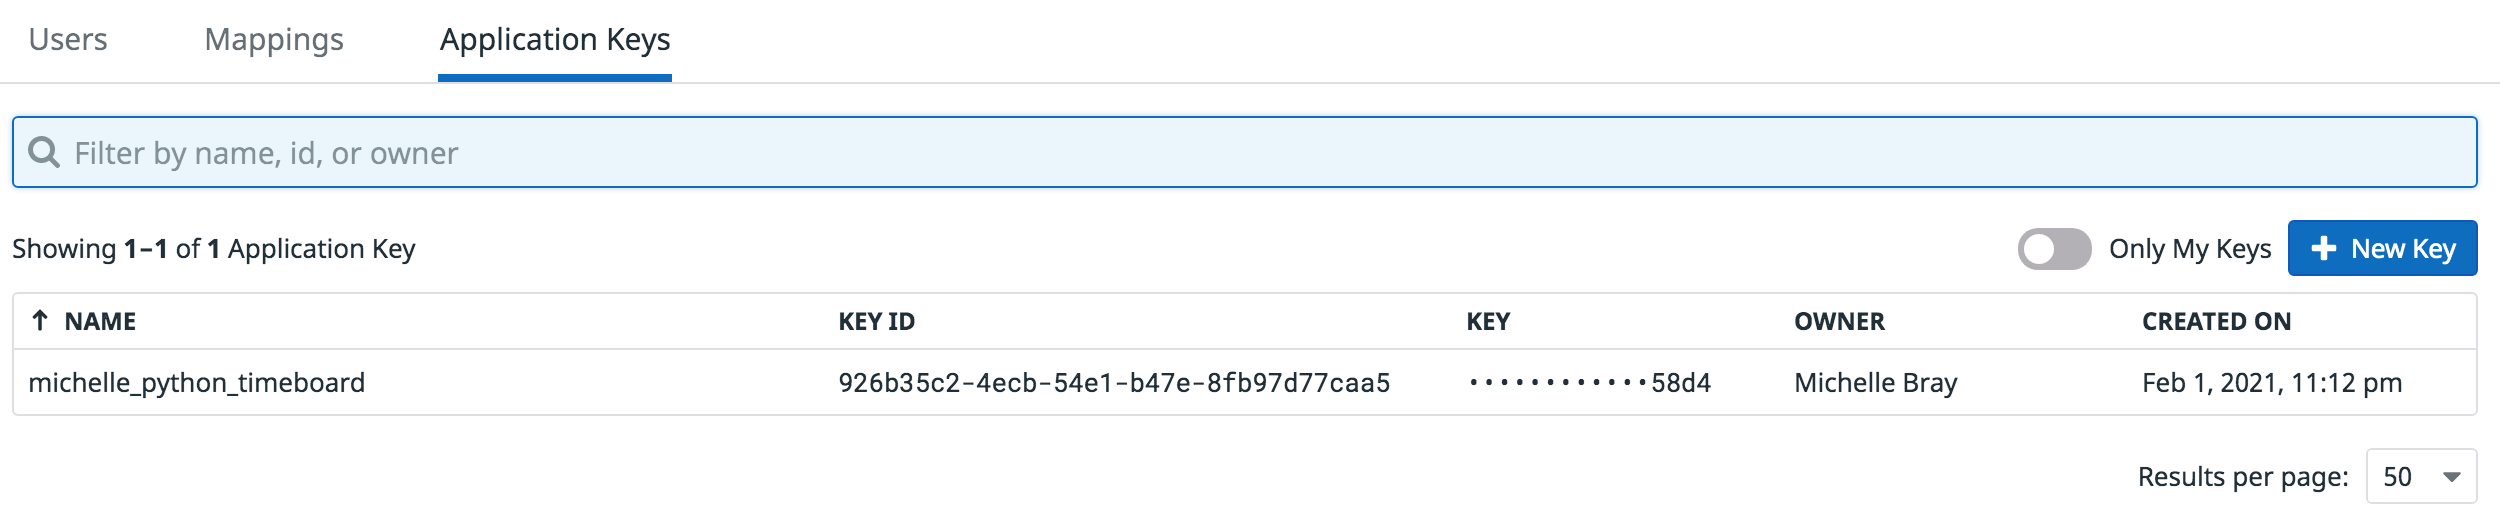 Users Mappings Application Keys
Filter by name, id, or owner
Showing 1–1 of 1 Application Key Only My Keys New Key
NAME KEY ID KEY OWNER CREATED ON
michelle_python_timeboard 926b35c2-4ecb-54e1-b47e-8fb97d77caa5 ············58d4 Michelle Bray Feb 1, 2021, 11:12 pm
Results per page: 50